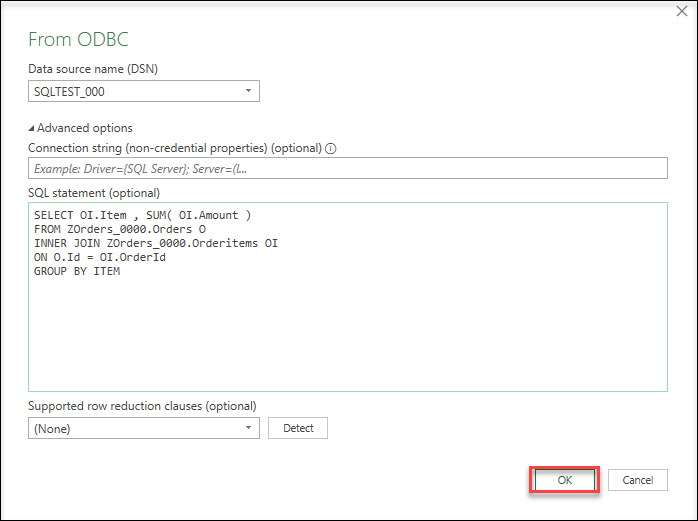 From ODBC
Data source name (DSN)
SQLTEST_000
Advanced options
Connection string (non-credential properties) (optional)
Example: Driver={SQL Server}; Server=(l...
SQL statement (optional)
SELECT OI.Item , SUM( OI.Amount )
FROM ZOrders_0000.Orders O
INNER JOIN ZOrders_0000.Orderitems OI
ON O.Id = OI.OrderId
GROUP BY ITEM
Supported row reduction clauses (optional)
(None)
Detect
OK
Cancel